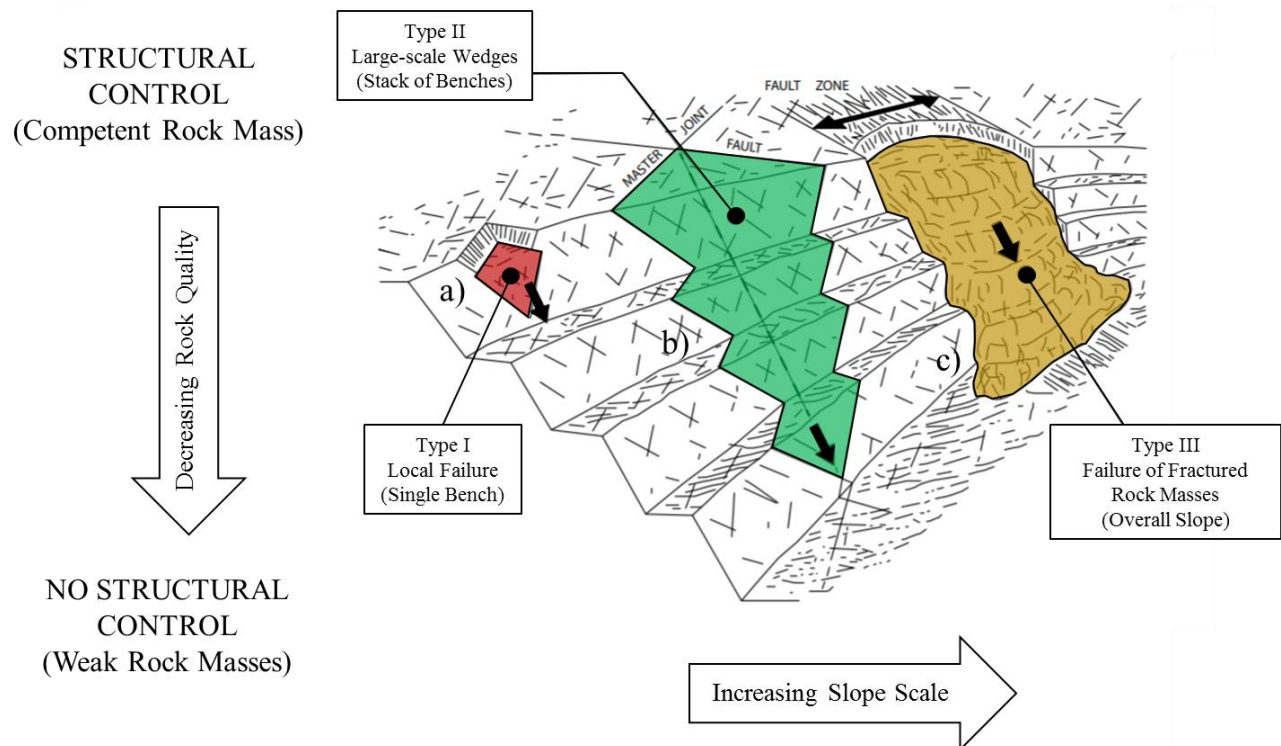 STRUCTURAL
CONTROL
(Competent Rock Mass)
Decreasing Rock Quality
NO STRUCTURAL
CONTROL
(Weak Rock Masses)
Type II
Large-scale Wedges
(Stack of Benches)
FAULT ZONE
MASTER JOINT
FAULT
a)
b)
c)
Type I
Local Failure
(Single Bench)
Type III
Failure of Fractured
Rock Masses
(Overall Slope)
Increasing Slope Scale